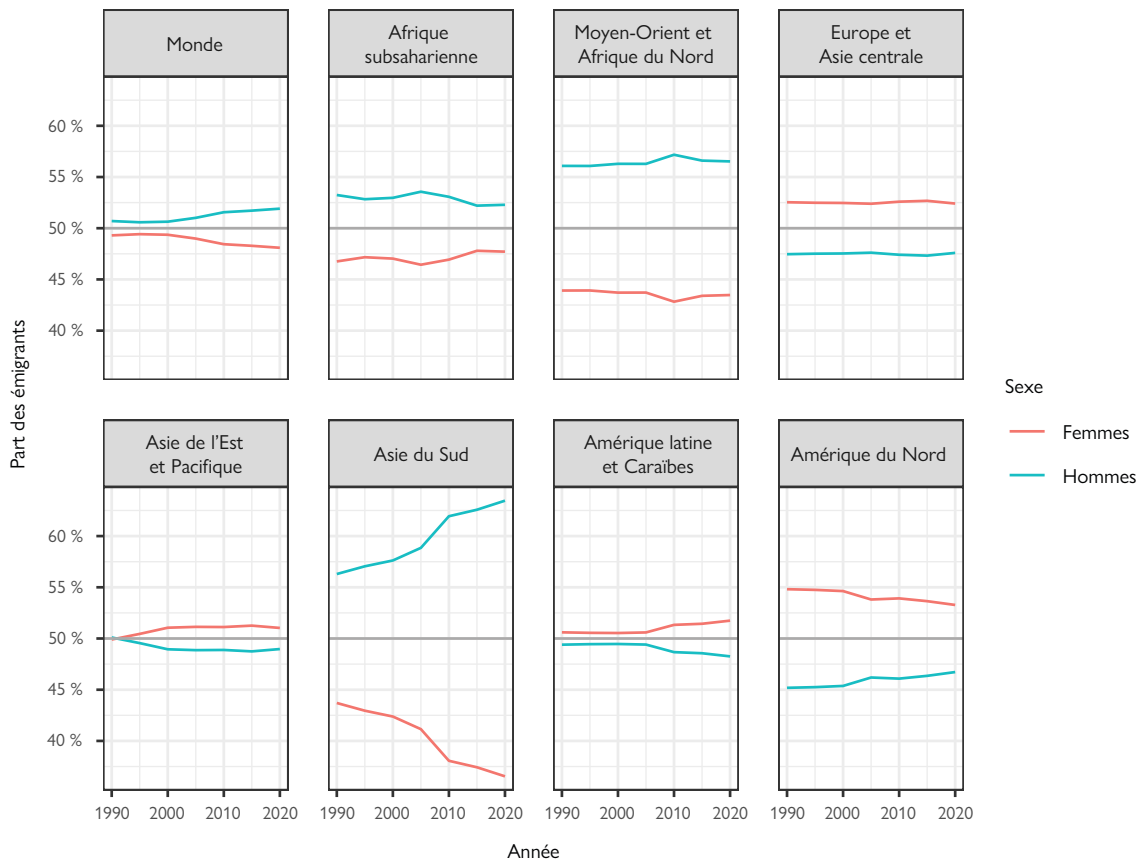 Monde
Afrique
subsaharienne
Moyen-Orient et
Afrique du Nord
Europe et
Asie centrale
60 %
55 %
50 %
45 %
40 %
Part des émigrants
Asie de l’Est
et Pacifique
Asie du Sud
Amérique latine
et Caraïbes
Amérique du Nord
60 %
55 %
50 %
45 %
40 %
1990 2000 2010 2020 1990 2000 2010 2020 1990 2000 2010 2020 1990 2000 2010 2020
Année
Sexe
Femmes
Hommes